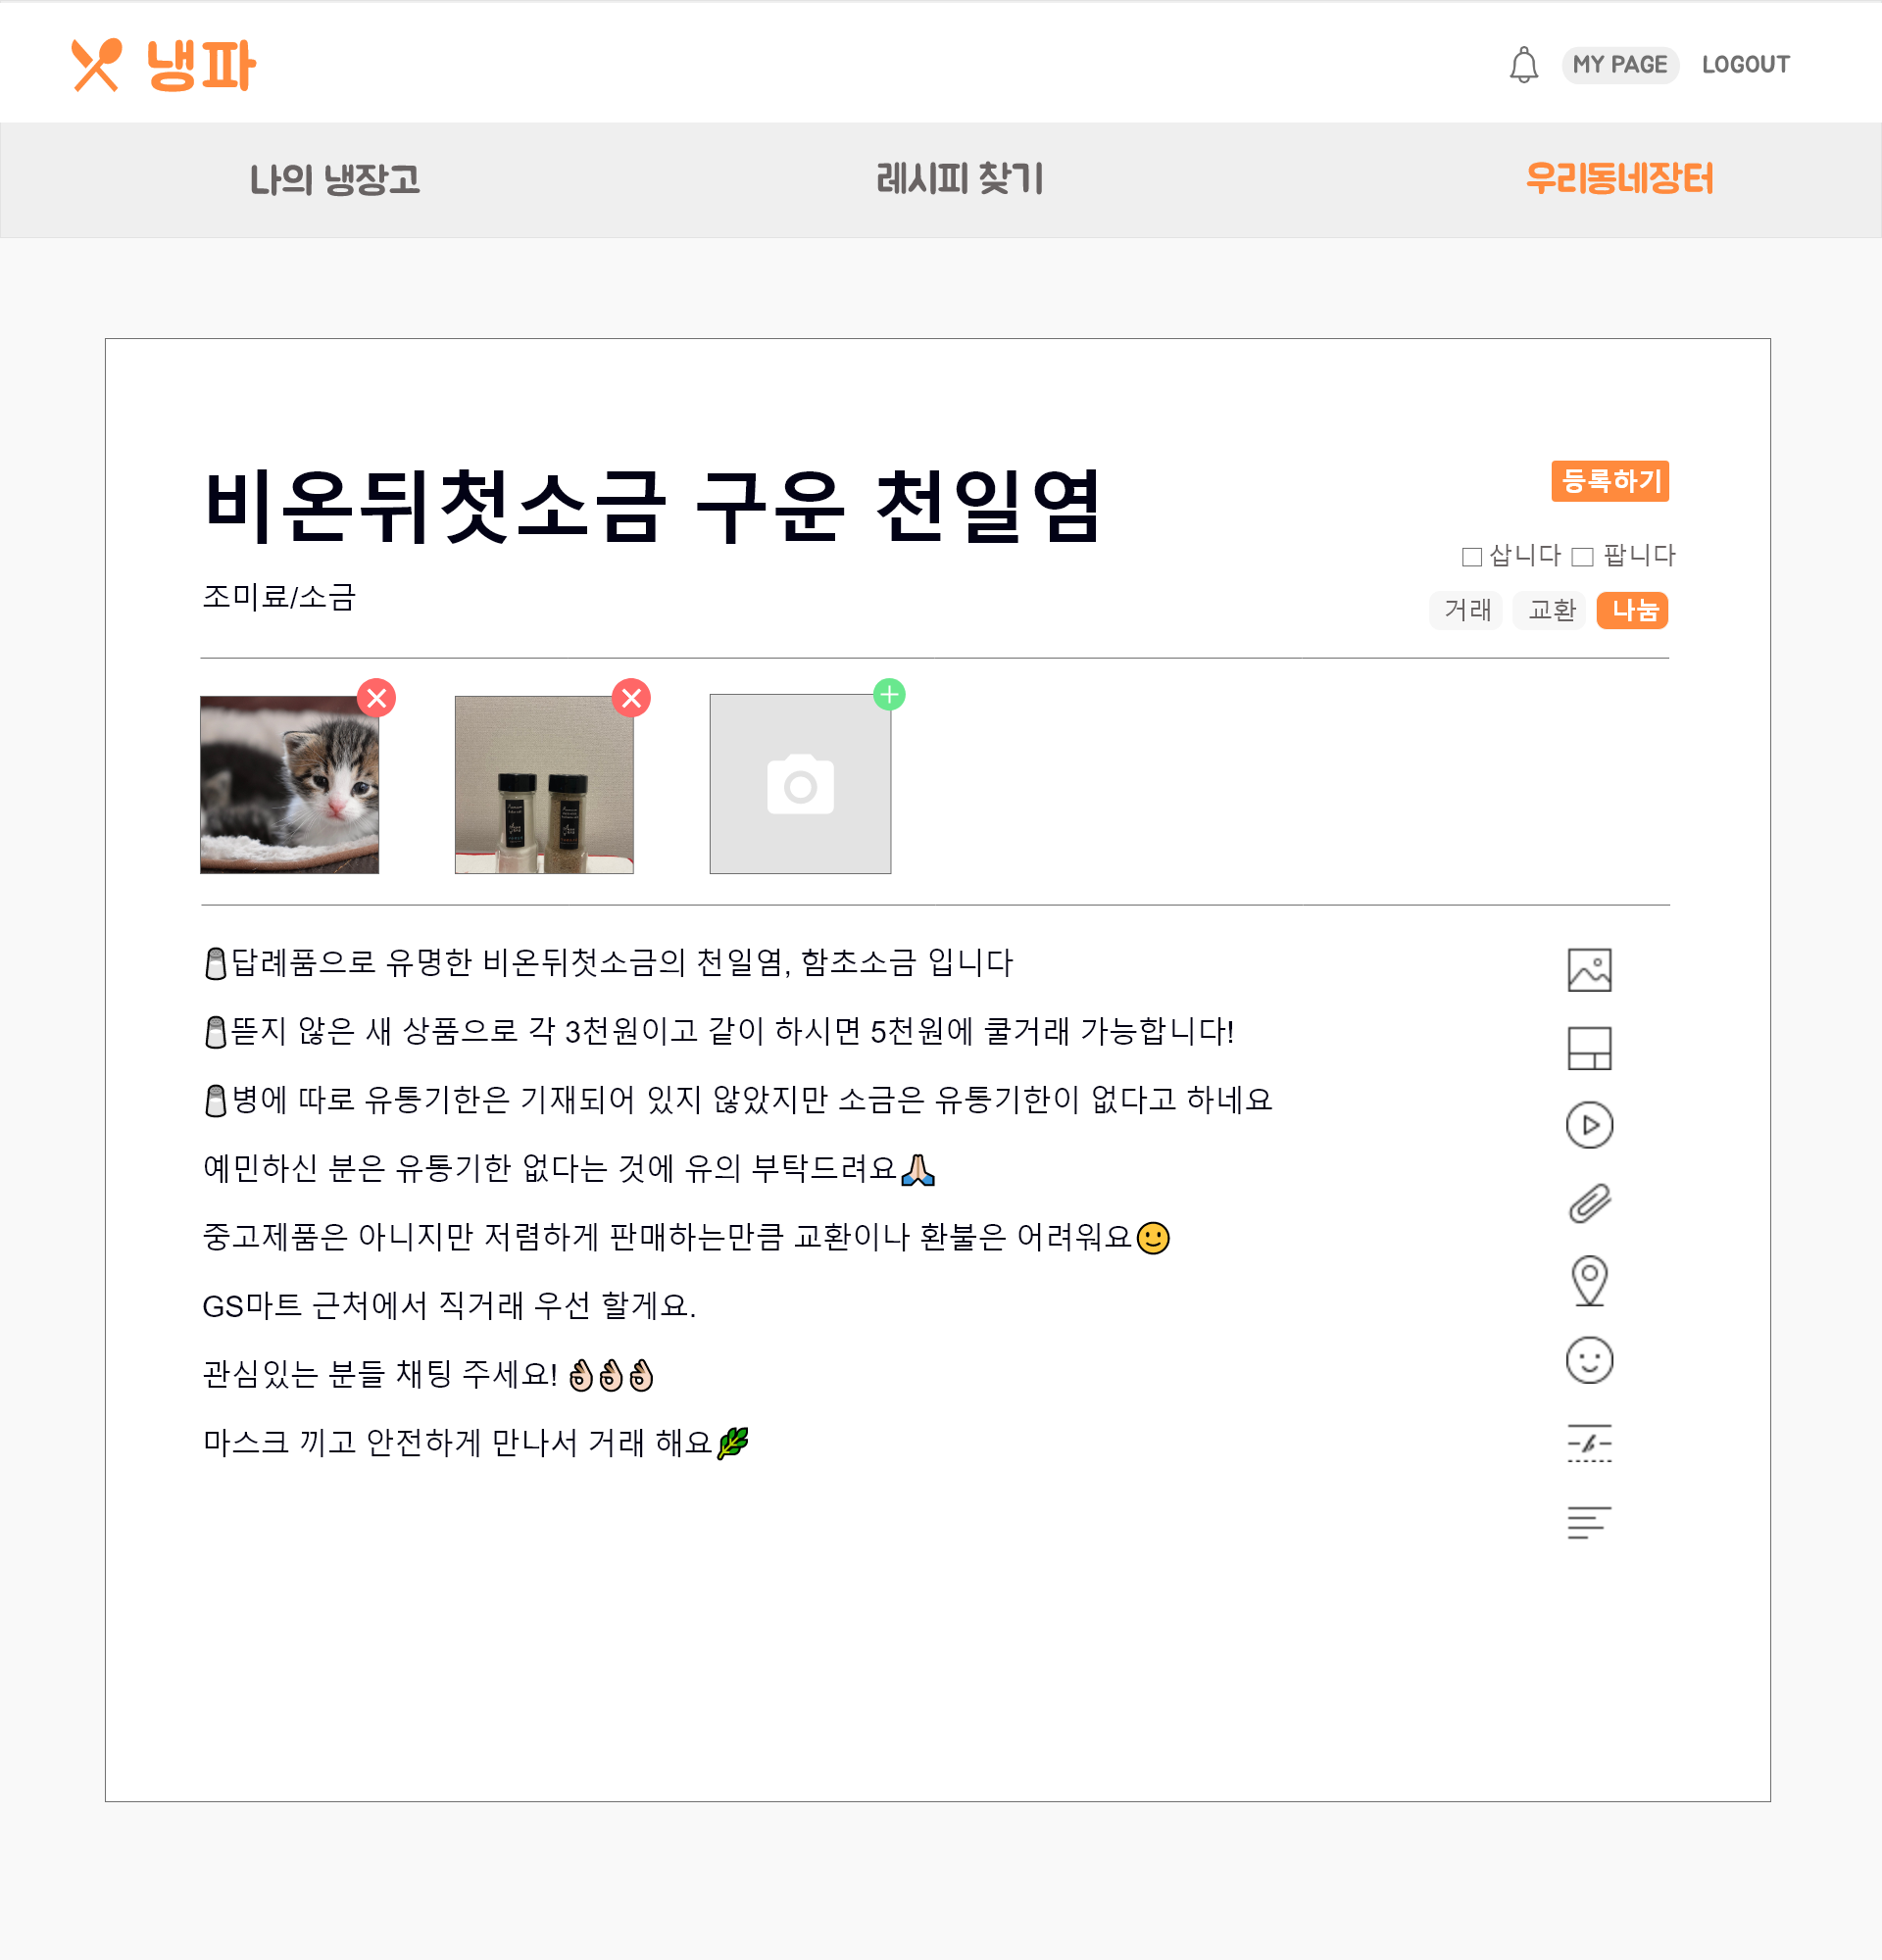 냉파
MY PAGE
LOGOUT
나의 냉장고
레시피 찾기
우리동네장터
비온뒤첫소금 구운 천일염
등록하기
조미료/소금
삽니다
팝니다
거래
교환
나눔
답례품으로 유명한 비온뒤첫소금의 천일염, 함초소금 입니다
뜯지 않은 새 상품으로 각 3천원이고 같이 하시면 5천원에 쿨거래 가능합니다!
병에 따로 유통기한은 기재되어 있지 않았지만 소금은 유통기한이 없다고 하네요
예민하신 분은 유통기한 없다는 것에 유의 부탁드려요🙏🏻
중고제품은 아니지만 저렴하게 판매하는만큼 교환이나 환불은 어려워요🙂
GS마트 근처에서 직거래 우선 할게요.
관심있는 분들 채팅 주세요! 👌🏻👌🏻👌🏻
마스크 끼고 안전하게 만나서 거래 해요🌿